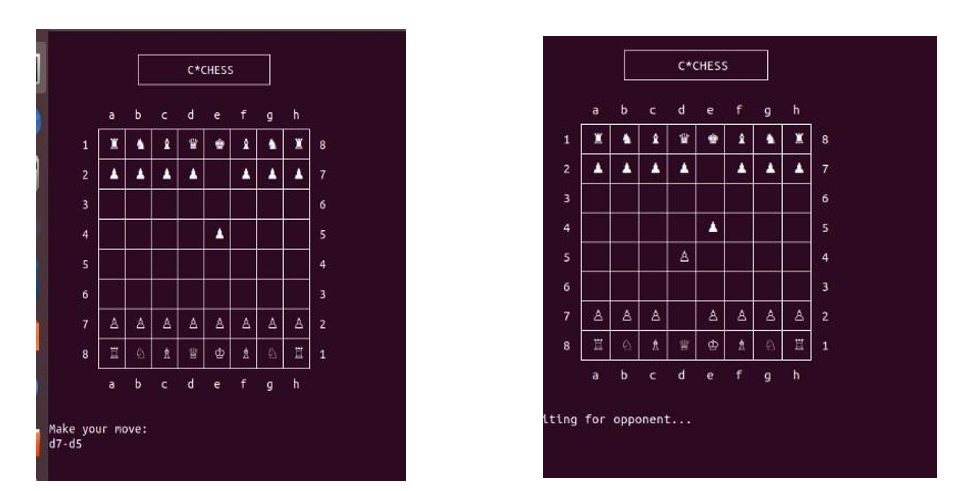 C*CHESS
a b c d e f g h
1 ♜ ♞ ♝ ♛ ♚ ♝ ♞ ♜ 8
2 ♟ ♟ ♟ ♟ ♟ ♟ ♟ 7
3 6
4 ♟ 5
5 4
6 3
7 ♙ ♙ ♙ ♙ ♙ ♙ ♙ ♙ 2
8 ♖ ♘ ♗ ♕ ♔ ♗ ♘ ♖ 1
a b c d e f g h
Make your move:
d7-d5
C*CHESS
a b c d e f g h
1 ♜ ♞ ♝ ♛ ♚ ♝ ♞ ♜ 8
2 ♟ ♟ ♟ ♟ ♟ ♟ ♟ 7
3 6
4 ♟ 5
5 ♙ 4
6 3
7 ♙ ♙ ♙ ♙ ♙ ♙ ♙ 2
8 ♖ ♘ ♗ ♕ ♔ ♗ ♘ ♖ 1
a b c d e f g h
iting for opponent...